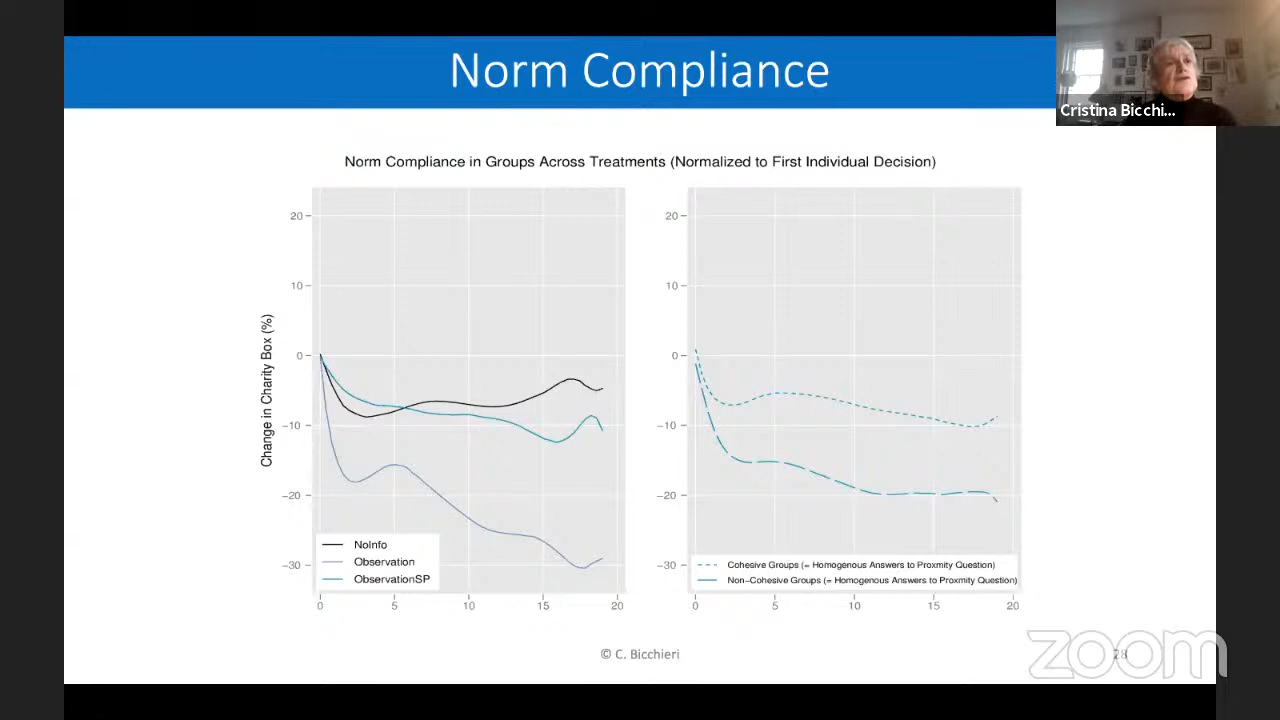 Norm Compliance
Cristina Bicchi...
Norm Compliance in Groups Across Treatments (Normalized to First Individual Decision)
Change in Charity Box (%)
20
10
0
−10
−20
−30
NoInfo
Observation
ObservationSP
0 5 10 15 20
20
10
0
−10
−20
−30
Cohesive Groups (= Homogenous Answers to Proxmity Question)
Non−Cohesive Groups (= Homogenous Answers to Proxmity Question)
0 5 10 15 20
© C. Bicchieri
28
zoom